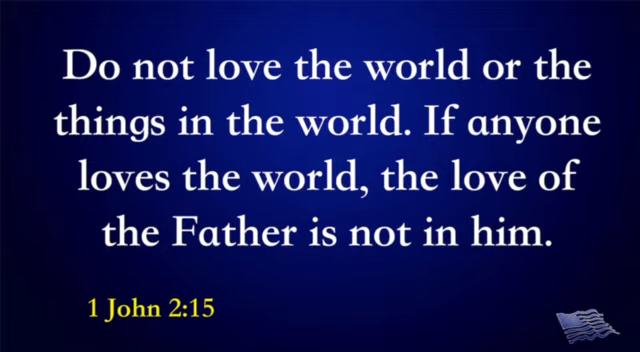 Do not love the world or the
things in the world. If anyone
loves the world, the love of
the Father is not in him.
1 John 2:15